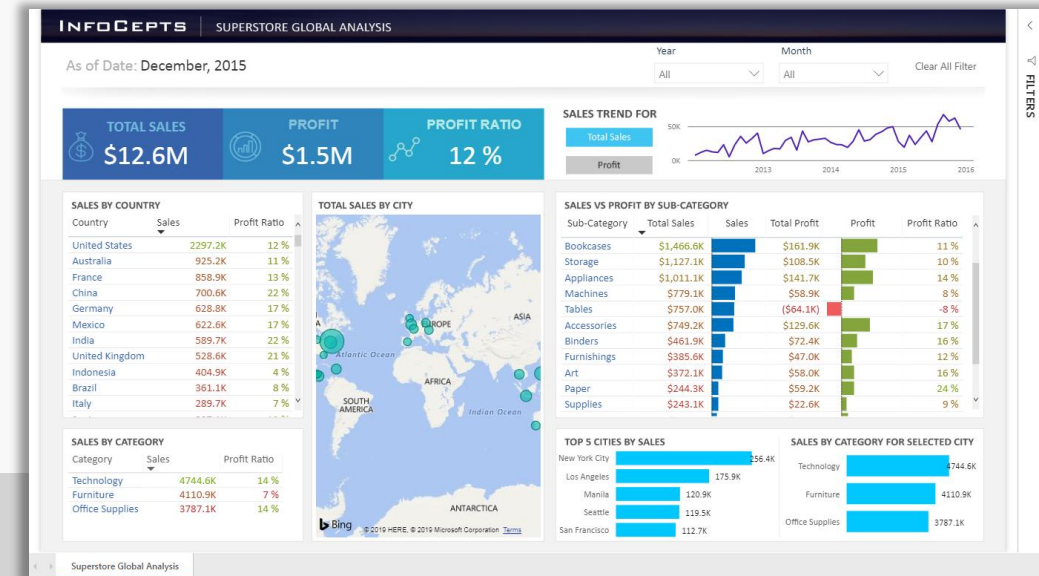 INFOCEPTS SUPERSTORE GLOBAL ANALYSIS
As of Date: December, 2015
Year Month
All All Clear All Filter
FILTERS
TOTAL SALES
$12.6M
PROFIT
$1.5M
PROFIT RATIO
12 %
SALES TREND FOR
Total Sales
Profit
50K
0K
2013 2014 2015 2016
SALES BY COUNTRY
Country Sales Profit Ratio
United States 2297.2K 12 %
Australia 925.2K 11 %
France 858.9K 13 %
China 700.6K 22 %
Germany 628.8K 17 %
Mexico 622.6K 17 %
India 589.7K 22 %
United Kingdom 528.6K 21 %
Indonesia 404.9K 4 %
Brazil 361.1K 8 %
Italy 289.7K 7 %
TOTAL SALES BY CITY
EUROPE
ASIA
Atlantic Ocean
AFRICA
SOUTH
AMERICA
Indian Ocean
ANTARCTICA
Bing
© 2019 HERE, © 2019 Microsoft Corporation Terms
SALES VS PROFIT BY SUB-CATEGORY
Sub-Category Total Sales Sales Total Profit Profit Profit Ratio
Bookcases $1,466.6K $161.9K 11 %
Storage $1,127.1K $108.5K 10 %
Appliances $1,011.1K $141.7K 14 %
Machines $779.1K $58.9K 8 %
Tables $757.0K ($64.1K) -8 %
Accessories $749.2K $129.6K 17 %
Binders $461.9K $72.4K 16 %
Furnishings $385.6K $47.0K 12 %
Art $372.1K $58.0K 16 %
Paper $244.3K $59.2K 24 %
Supplies $243.1K $22.6K 9 %
SALES BY CATEGORY
Category Sales Profit Ratio
Technology 4744.6K 14 %
Furniture 4110.9K 7 %
Office Supplies 3787.1K 14 %
TOP 5 CITIES BY SALES
New York City 256.4K
Los Angeles 175.9K
Manila 120.9K
Seattle 119.5K
San Francisco 112.7K
SALES BY CATEGORY FOR SELECTED CITY
Technology 4744.6K
Furniture 4110.9K
Office Supplies 3787.1K
Superstore Global Analysis